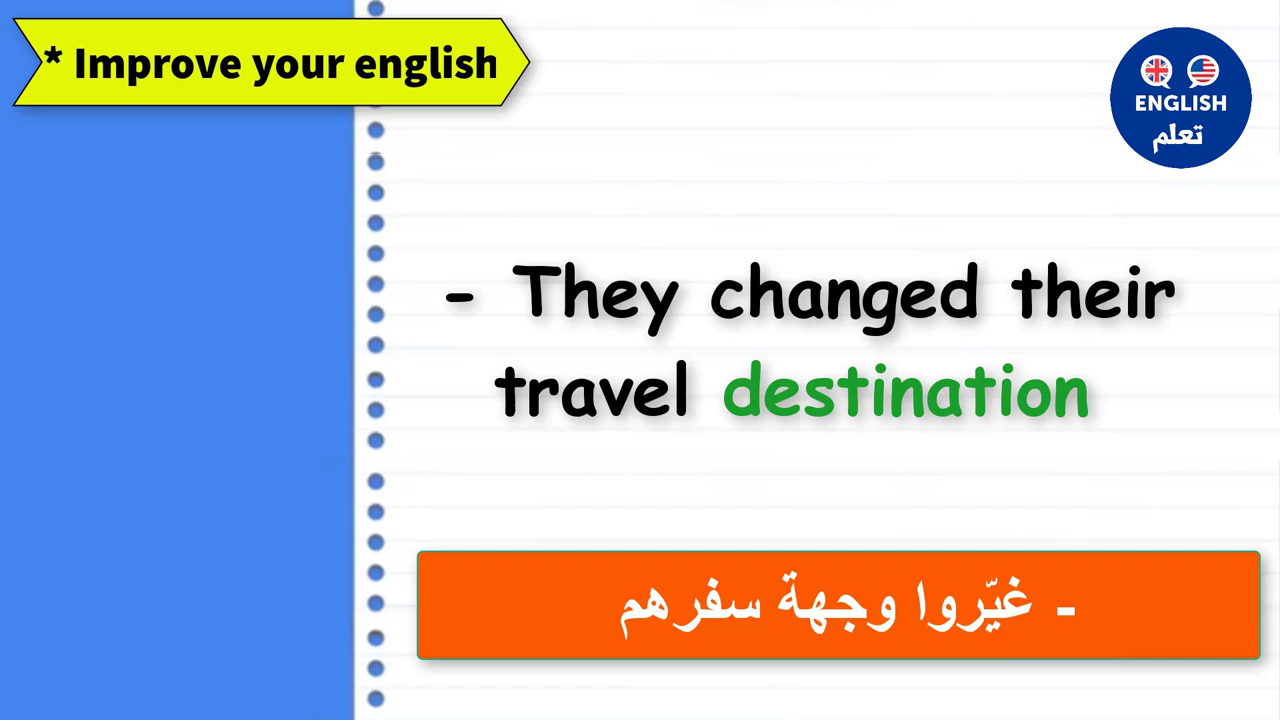 * Improve your english
ENGLISH
تعلم
- They changed their
travel destination
- غيّروا وجهة سفرهم